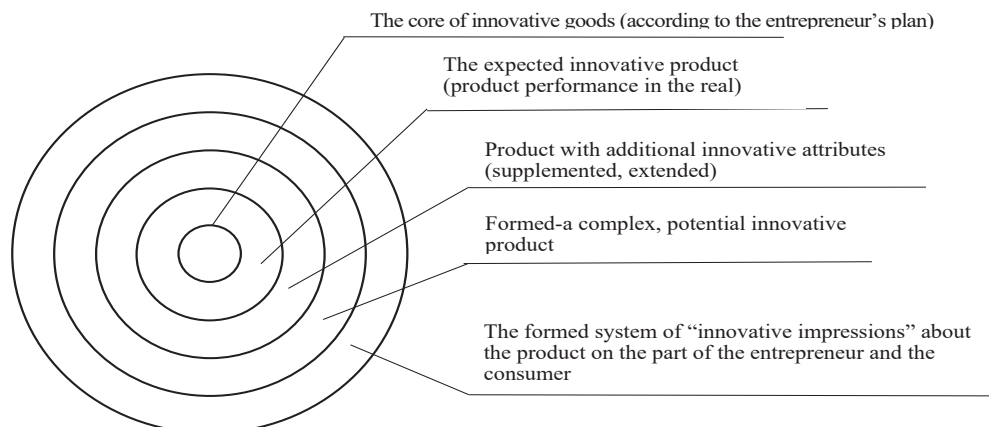 The core of innovative goods (according to the entrepreneur's plan)
The expected innovative product
(product performance in the real)
Product with additional innovative attributes
(supplemented, extended)
Formed-a complex, potential innovative
product
The formed system of “innovative impressions” about
the product on the part of the entrepreneur and the
consumer